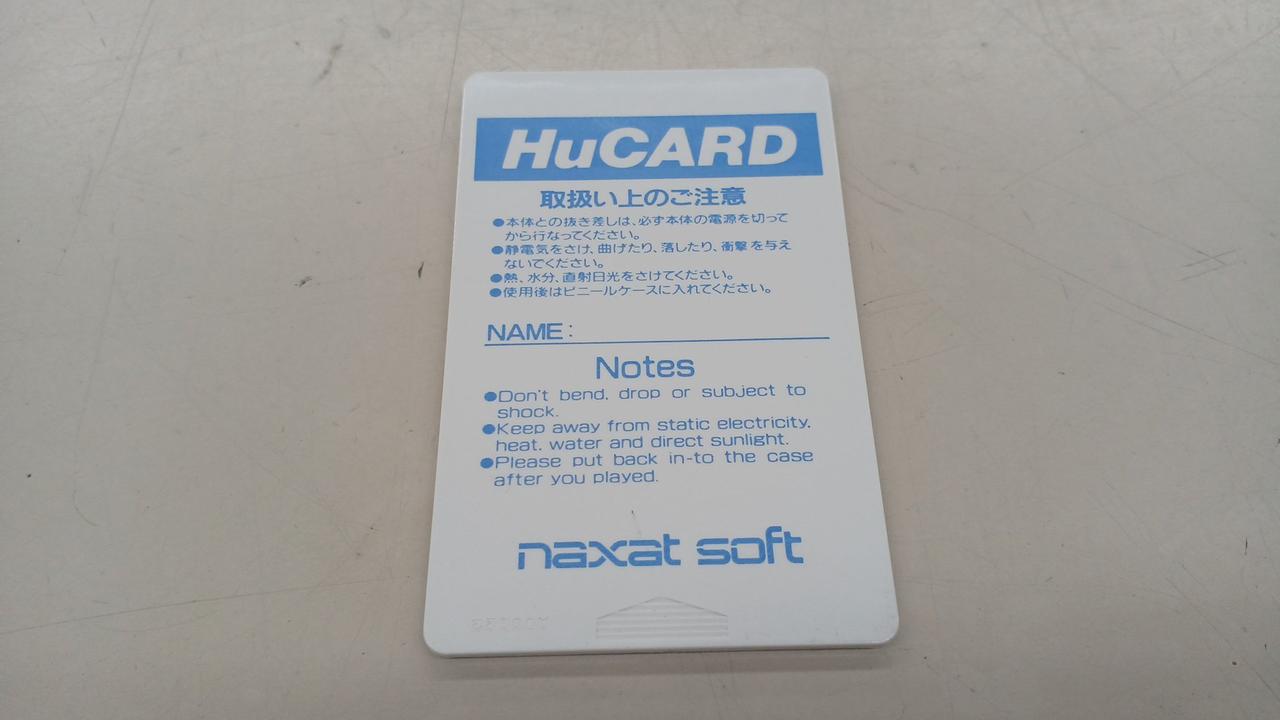 HuCARD
取扱い上のご注意
●本体との抜き差しは、必ず本体の電源を切って
から行なってください。
●静電気をさけ、曲げたり、落したり、衝撃を与え
ないでください。
●熱、水分、直射日光をさけてください。
●使用後はビニールケースに入れてください。
NAME:
Notes
●Don't bend, drop or subject to
shock.
●Keep away from static electricity,
heat, water and direct sunlight.
●Please put back in-to the case
after you played.
naxat soft